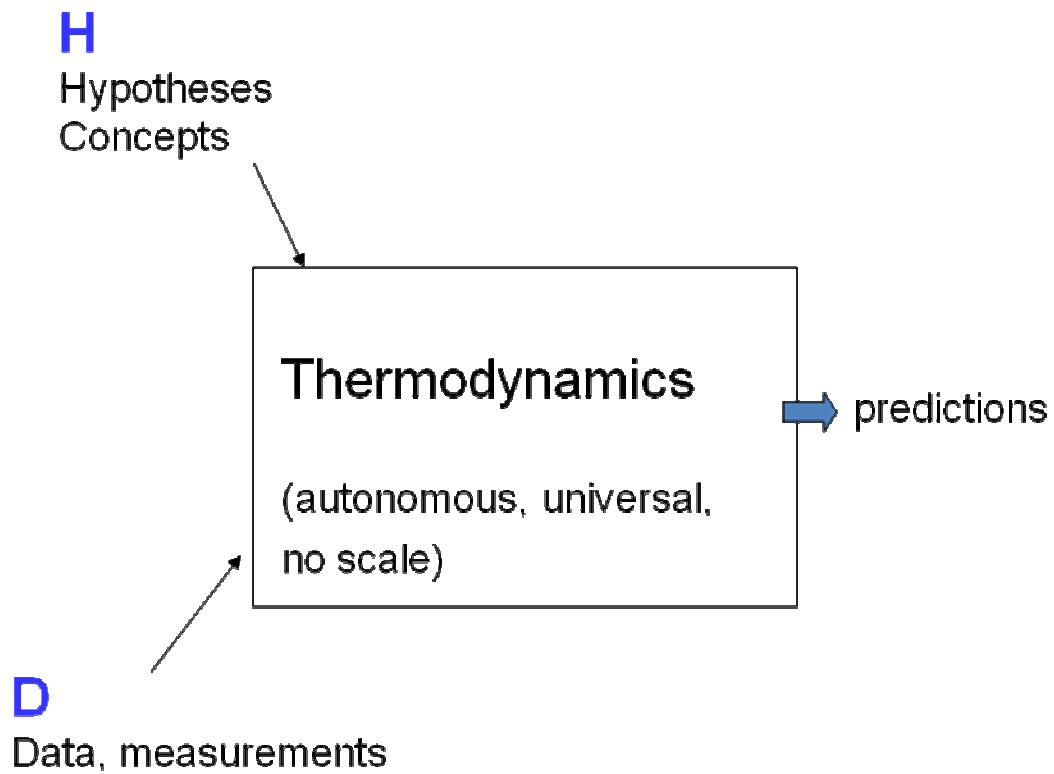 H
Hypotheses
Concepts
Thermodynamics
predictions
(autonomous, universal,
no scale)
D
Data, measurements